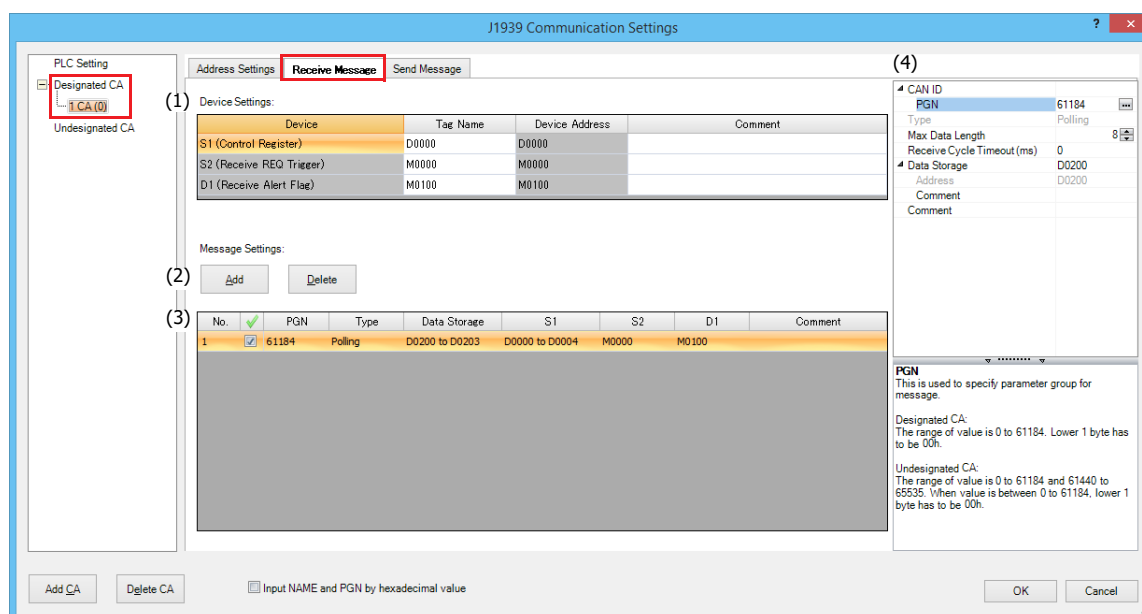 J1939 Communication Settings
?
×
PLC Setting
Designated CA
1 CA (0)
Undesignated CA
Address Settings
Receive Message
Send Message
(1)
Device Settings:
Device Tag Name Device Address Comment
S1 (Control Register) D0000 D0000
S2 (Receive REQ Trigger) M0000 M0000
D1 (Receive Alert Flag) M0100 M0100
Message Settings:
(2)
Add
Delete
(3)
No. PGN Type Data Storage S1 S2 D1 Comment
1 61184 Polling D0200 to D0203 D0000 to D0004 M0000 M0100
(4)
CAN ID
PGN 61184 ...
Type Polling
Max Data Length 8
Receive Cycle Timeout (ms) 0
Data Storage D0200
Address D0200
Comment
Comment
PGN
This is used to specify parameter group for
message.
Designated CA:
The range of value is 0 to 61184. Lower 1 byte has
to be 00h.
Undesignated CA:
The range of value is 0 to 61184 and 61440 to
65535. When value is between 0 to 61184, lower 1
byte has to be 00h.
Add CA
Delete CA
Input NAME and PGN by hexadecimal value
OK
Cancel